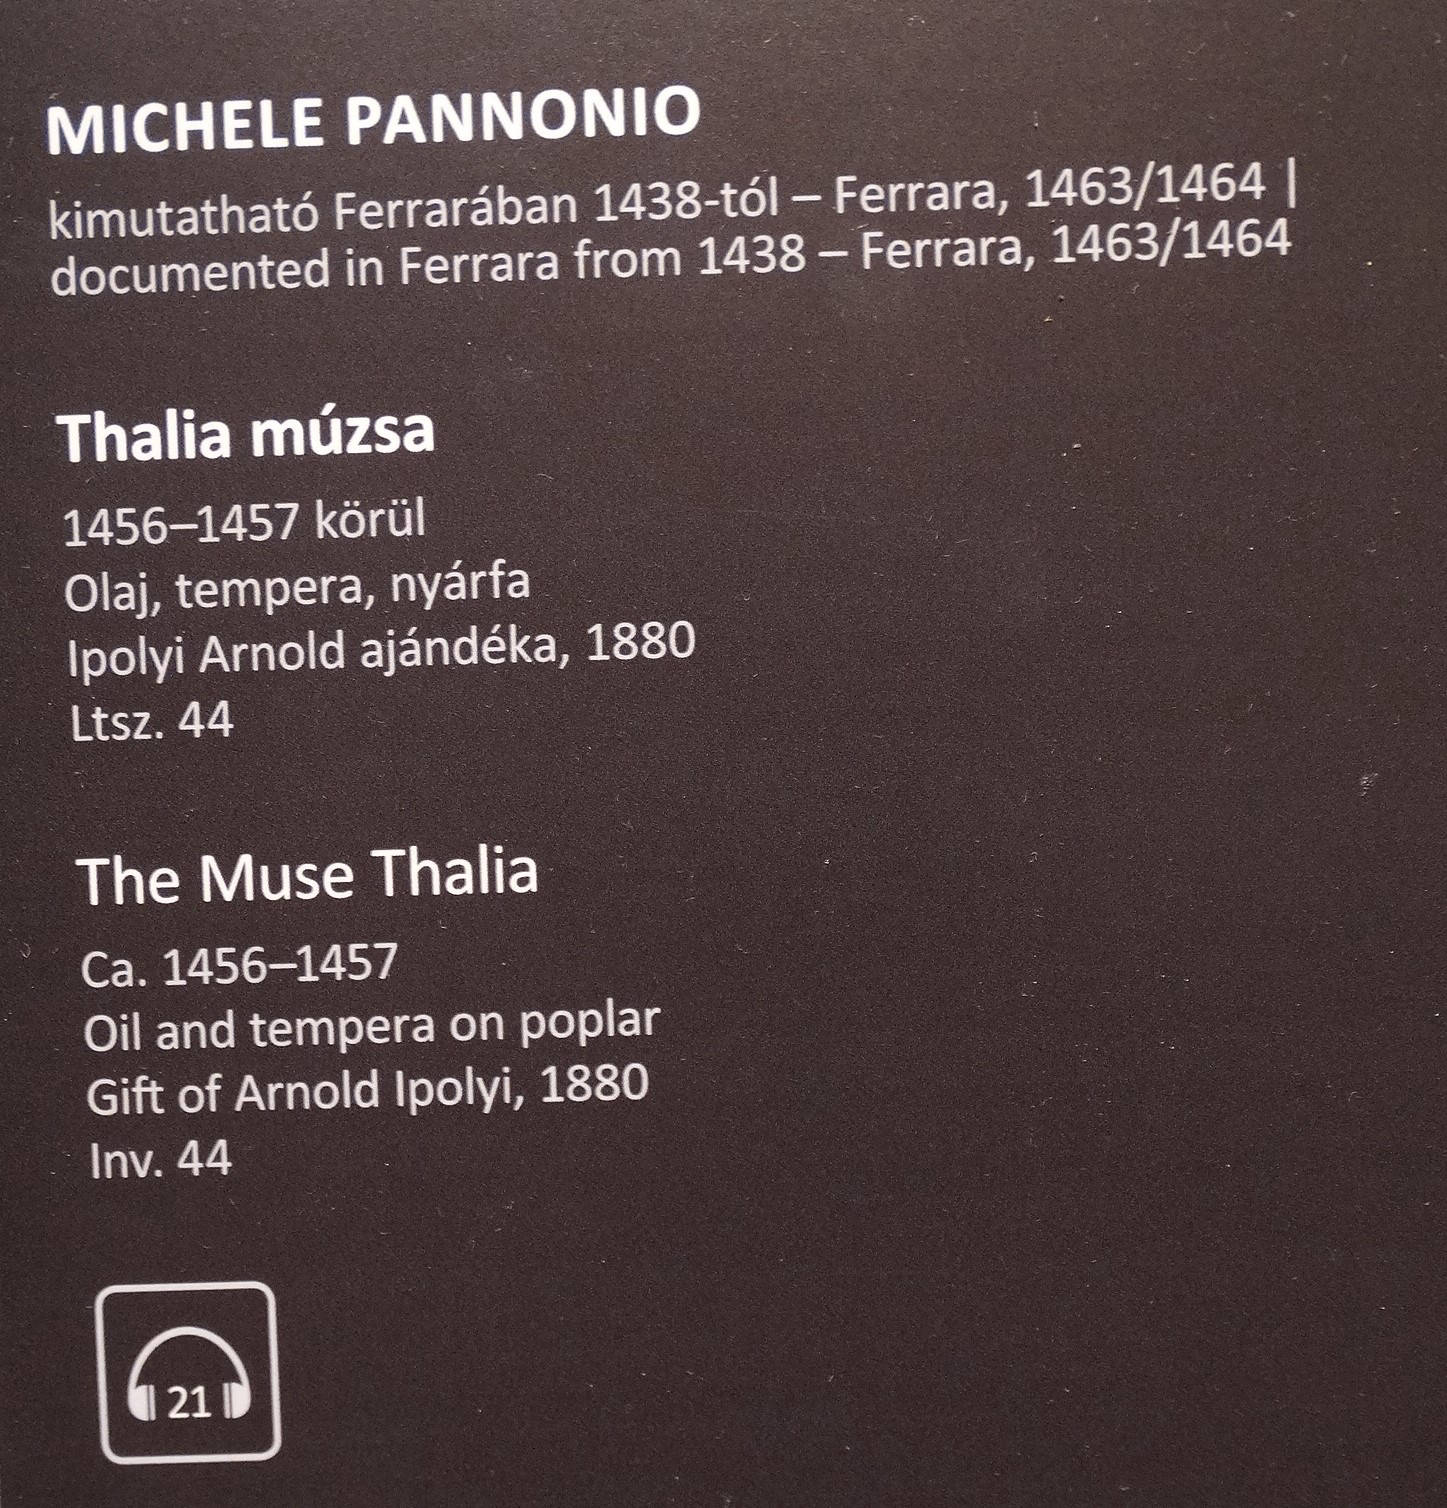 MICHELE PANNONIO
kimutatható Ferrarában 1438-tól – Ferrara, 1463/1464 |
documented in Ferrara from 1438 – Ferrara, 1463/1464
Thalia múzsa
1456–1457 körül
Olaj, tempera, nyárfa
Ipolyi Arnold ajándéka, 1880
Ltsz. 44
The Muse Thalia
Ca. 1456–1457
Oil and tempera on poplar
Gift of Arnold Ipolyi, 1880
Inv. 44
21